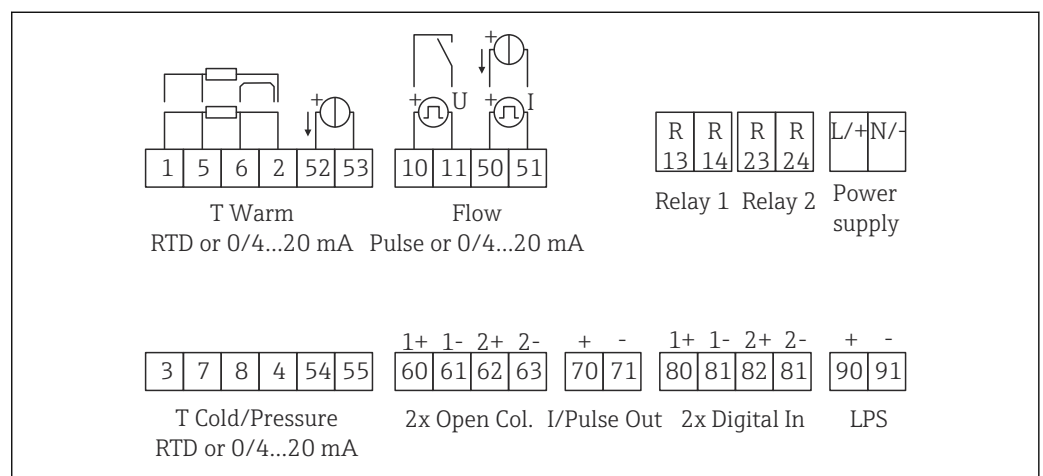 + + U + + I
1 5 6 2 52 53
10 11 50 51
R R R R
13 14 23 24
L/+ N/-
T Warm
RTD or 0/4...20 mA
Flow
Pulse or 0/4...20 mA
Relay 1 Relay 2
Power
supply
1+ 1- 2+ 2-
+ -
1+ 1- 2+ 2-
+ -
3 7 8 4 54 55
60 61 62 63
70 71
80 81 82 81
90 91
T Cold/Pressure
RTD or 0/4...20 mA
2x Open Col.
I/Pulse Out
2x Digital In
LPS